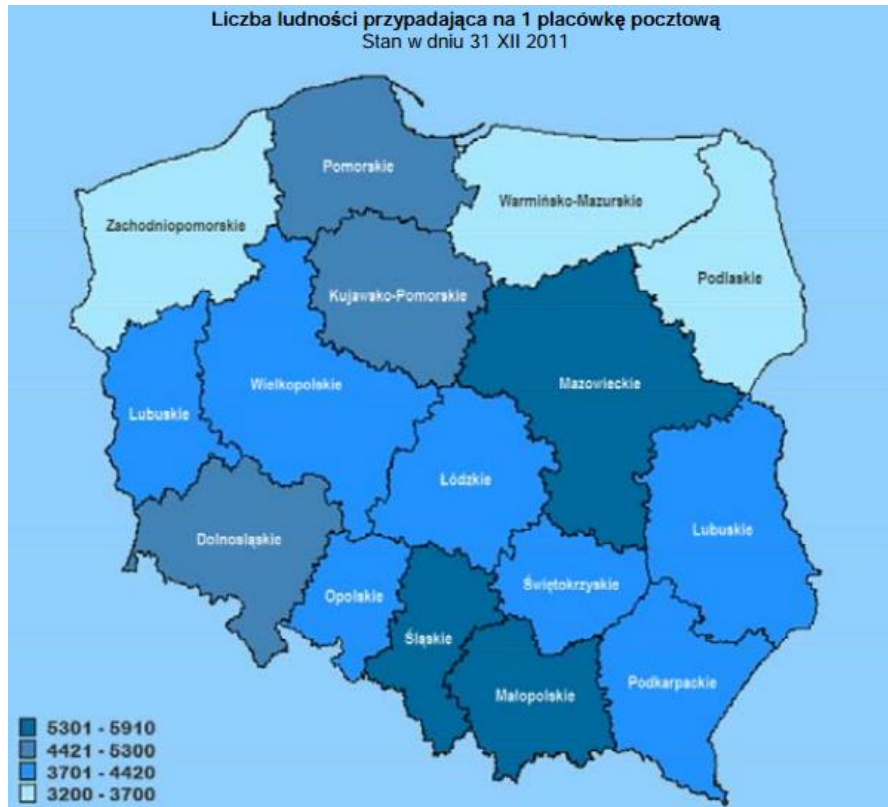 Liczba ludności przypadająca na 1 placówkę pocztową
Stan w dniu 31 XII 2011
Pomorskie
Warmińsko-Mazurskie
Zachodniopomorskie
Podlaskie
Kujawsko-Pomorskie
Wielkopolskie
Mazowieckie
Lubuskie
Łódzkie
Lubuskie
Dolnosląskie
Świętokrzyskie
Opolskie
Śląskie
Podkarpackie
Małopolskie
5301 - 5910
4421 - 5300
3701 - 4420
3200 - 3700